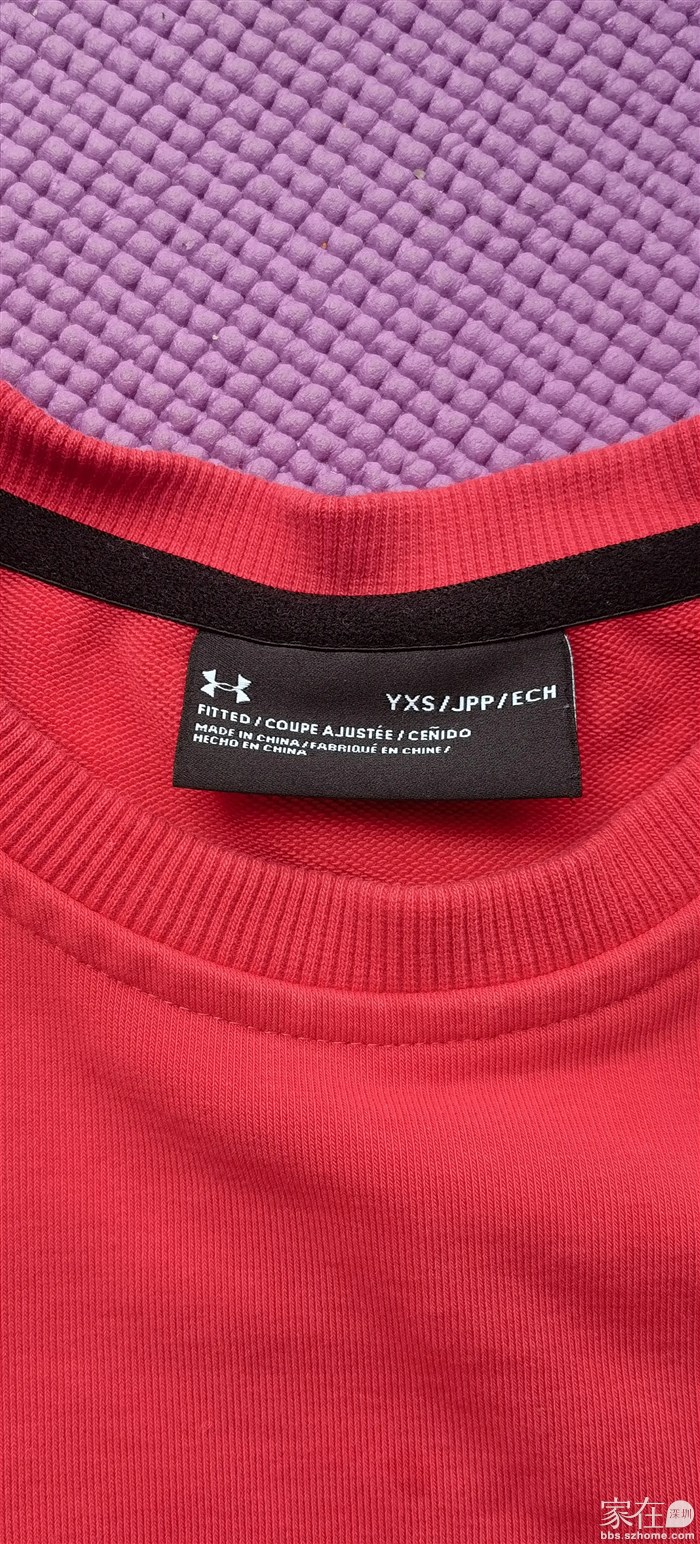 YXS/JPP/ECH
FITTED / COUPE AJUSTÉE / CEÑIDO
MADE IN CHINA / FABRIQUÉ EN CHINE /
HECHO EN CHINA
家在深圳
bbs.szhome.com